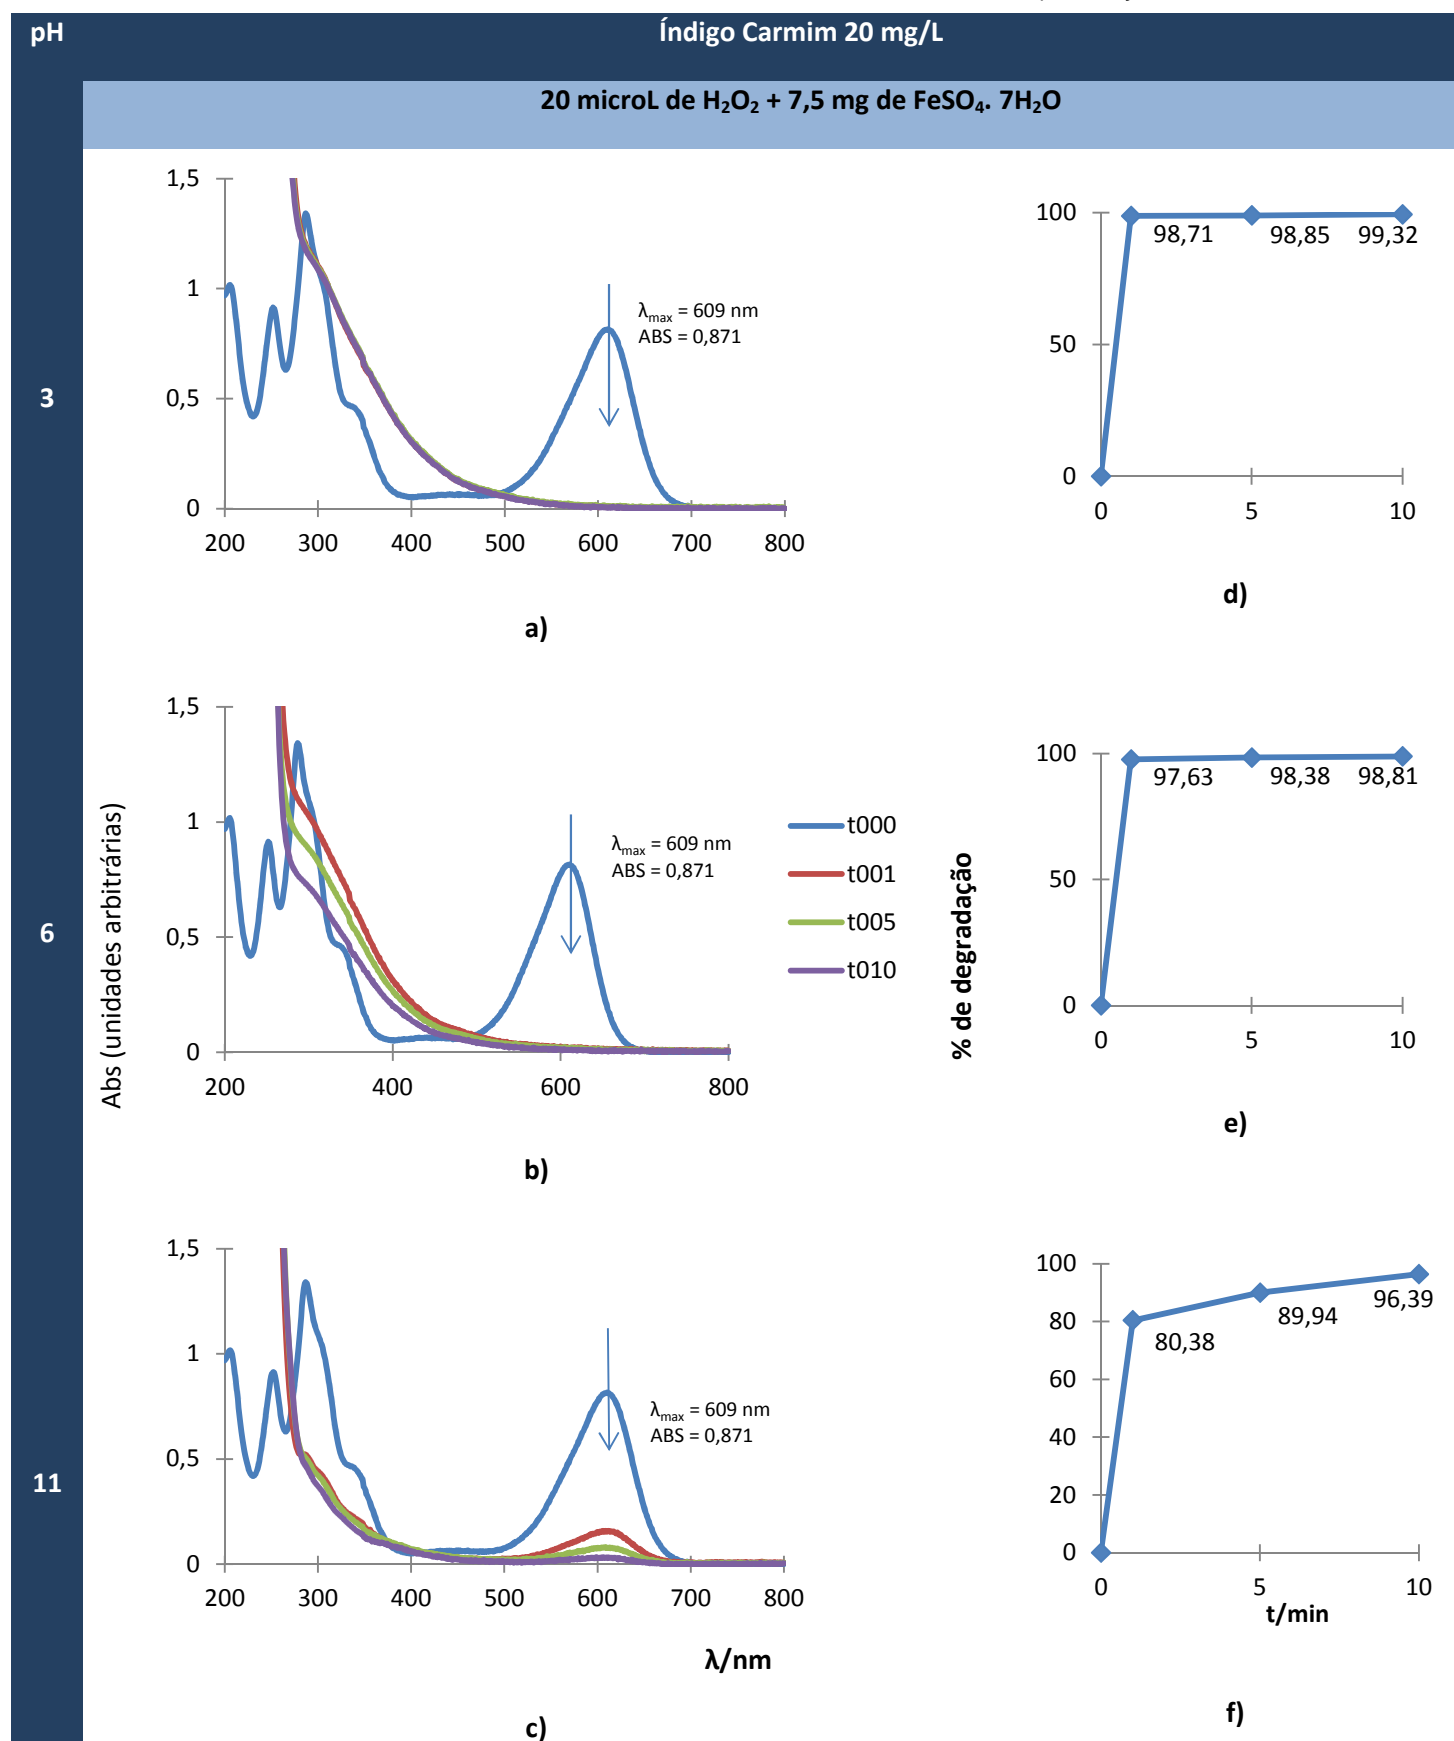 pH
Índigo Carmim 20 mg/L
20 microL de H₂O₂ + 7,5 mg de FeSO₄. 7H₂O
3
1,5
1
0,5
0
200 300 400 500 600 700 800
λmax = 609 nm
ABS = 0,871
a)
100
50
0
0 5 10
98,71 98,85 99,32
d)
6
Abs (unidades arbitrárias)
1,5
1
0,5
0
200 400 600 800
λmax = 609 nm
ABS = 0,871
t000
t001
t005
t010
b)
% de degradação
100
50
0
0 5 10
97,63 98,38 98,81
e)
11
1,5
1
0,5
0
200 300 400 500 600 700 800
λmax = 609 nm
ABS = 0,871
λ/nm
c)
100
80
60
40
20
0
0 5 10
80,38 89,94 96,39
t/min
f)